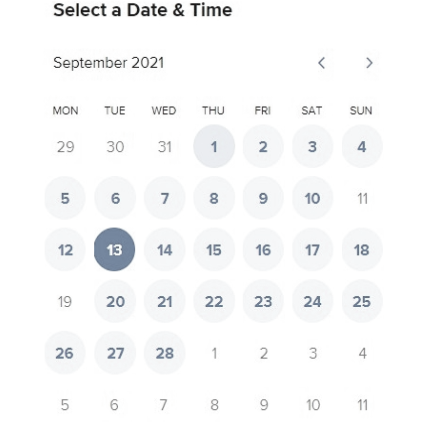 Select a Date & Time
September 2021
MON TUE WED THU FRI SAT SUN
29 30 31 1 2 3 4
5 6 7 8 9 10 11
12 13 14 15 16 17 18
19 20 21 22 23 24 25
26 27 28 1 2 3 4
5 6 7 8 9 10 11